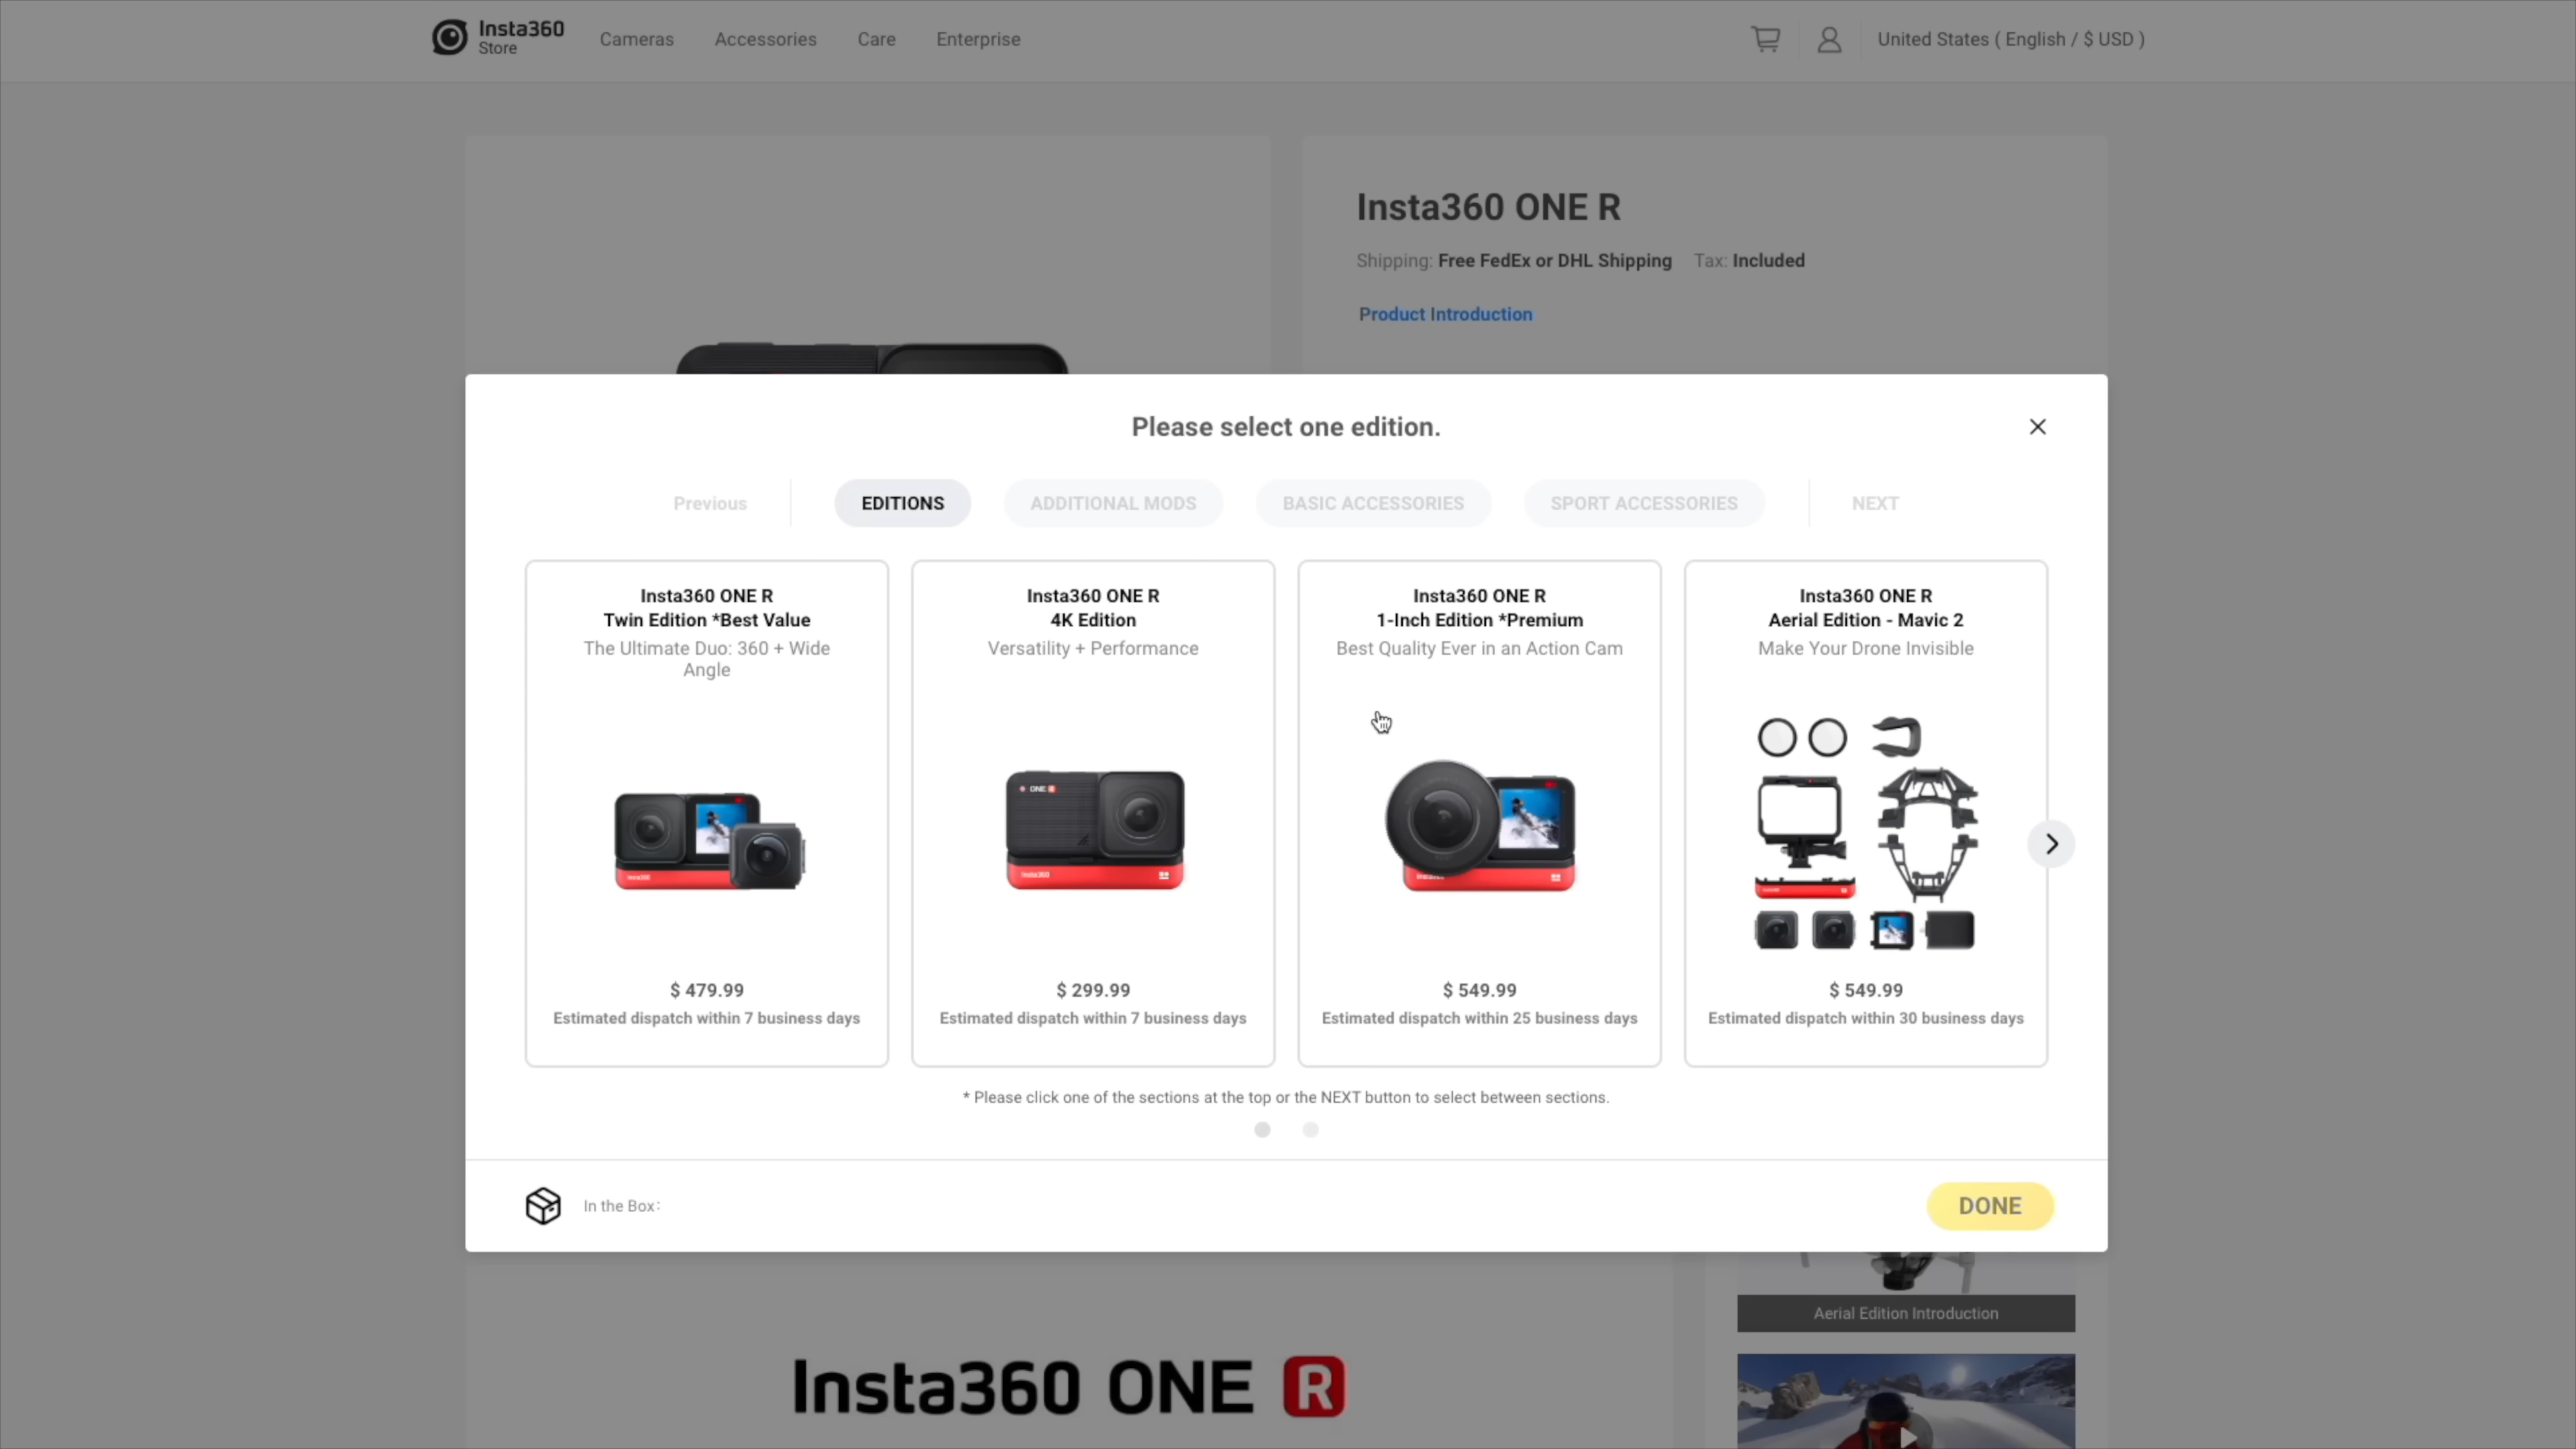 Insta360
Store
Cameras
Accessories
Care
Enterprise
United States ( English / $ USD )
Insta360 ONE R
Shipping: Free FedEx or DHL Shipping Tax: Included
Product Introduction
Please select one edition.
Previous
EDITIONS
ADDITIONAL MODS
BASIC ACCESSORIES
SPORT ACCESSORIES
NEXT
Insta360 ONE R
Twin Edition *Best Value
The Ultimate Duo: 360 + Wide
Angle
$ 479.99
Estimated dispatch within 7 business days
Insta360 ONE R
4K Edition
Versatility + Performance
ONE R
Insta360
$ 299.99
Estimated dispatch within 7 business days
Insta360 ONE R
1-Inch Edition *Premium
Best Quality Ever in an Action Cam
$ 549.99
Estimated dispatch within 25 business days
Insta360 ONE R
Aerial Edition - Mavic 2
Make Your Drone Invisible
$ 549.99
Estimated dispatch within 30 business days
* Please click one of the sections at the top or the NEXT button to select between sections.
In the Box:
DONE
Aerial Edition Introduction
Insta360 ONE R